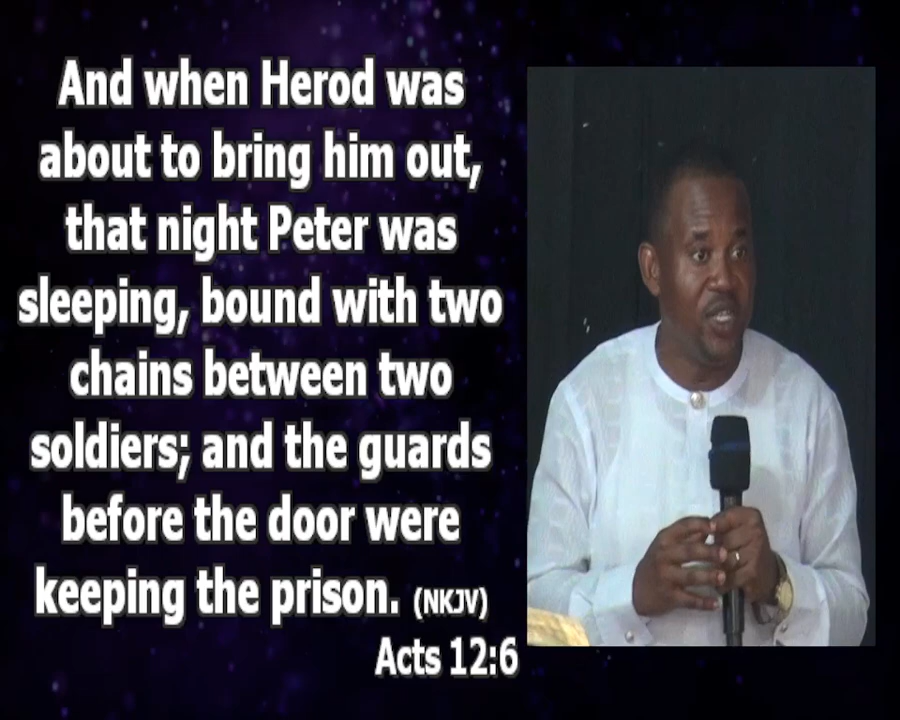 And when Herod was
about to bring him out,
that night Peter was
sleeping, bound with two
chains between two
soldiers; and the guards
before the door were
keeping the prison. (NKJV)
Acts 12:6